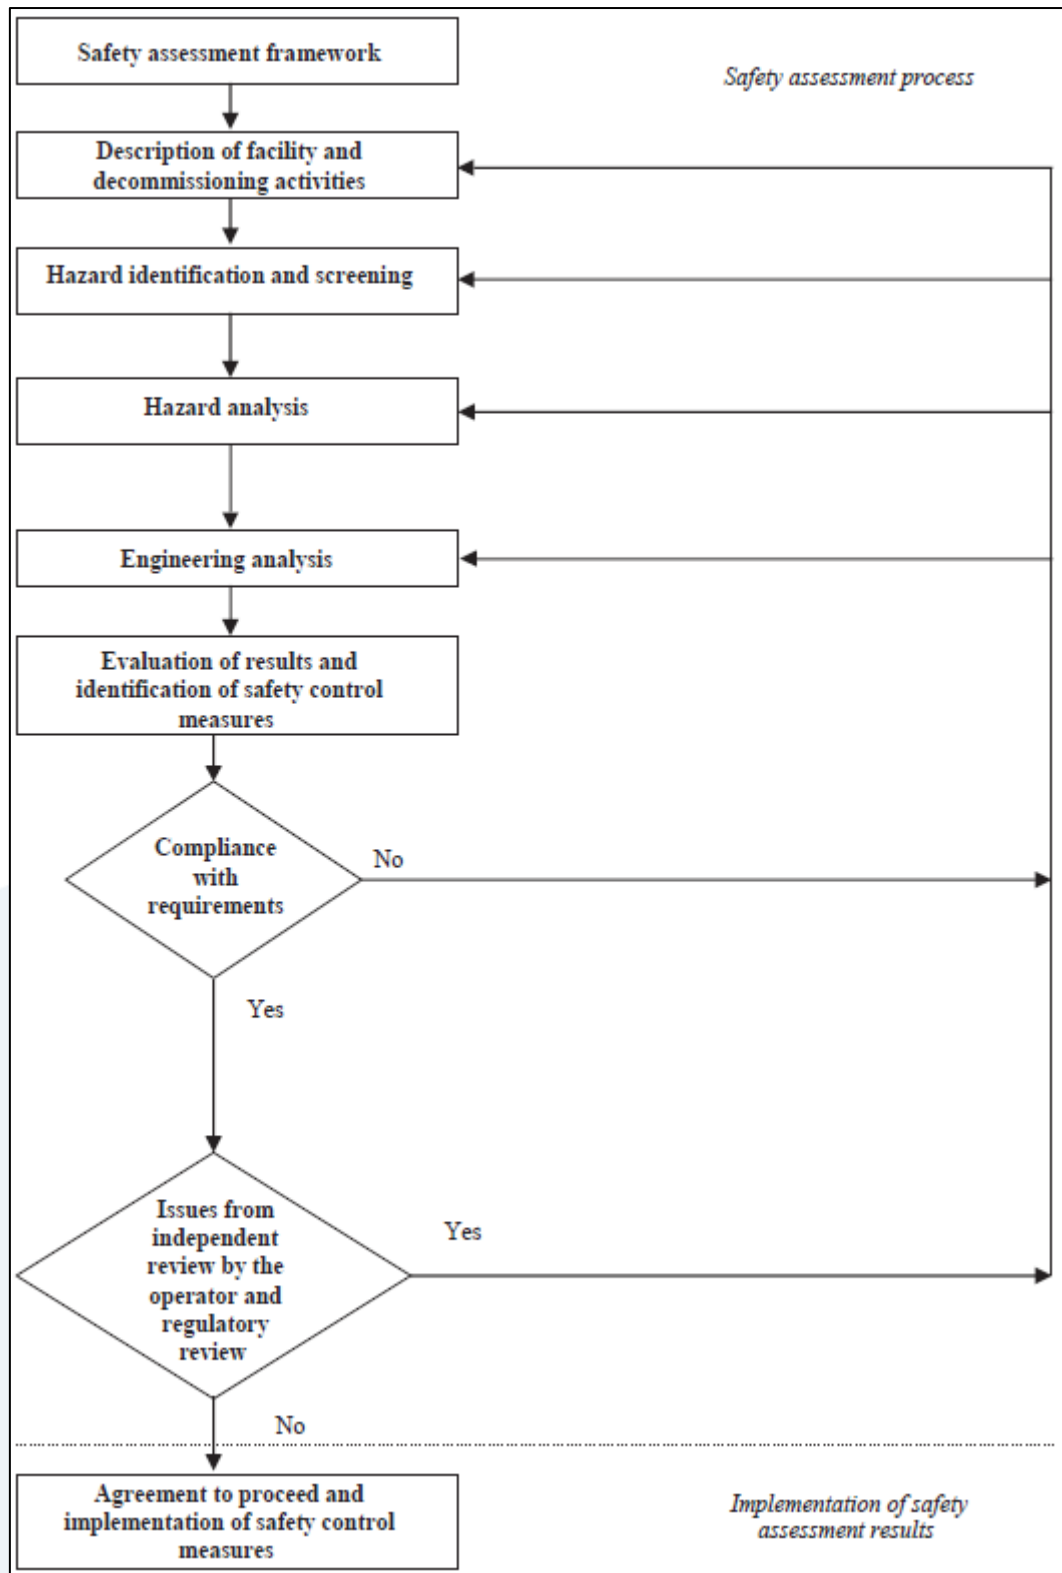 Safety assessment framework
Safety assessment process
Description of facility and
decommissioning activities
Hazard identification and screening
Hazard analysis
Engineering analysis
Evaluation of results and
identification of safety control
measures
Compliance
with
requirements
No
Yes
Issues from
independent
review by the
operator and
regulatory
review
Yes
No
Agreement to proceed and
implementation of safety control
measures
Implementation of safety
assessment results